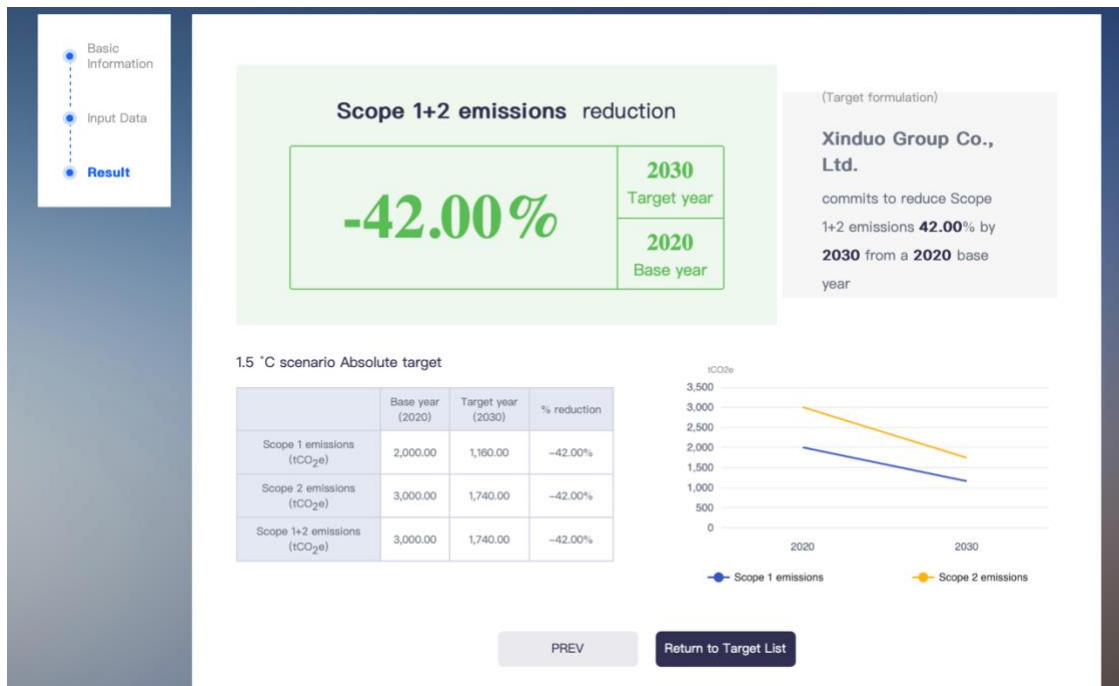 Basic
Information
Input Data
Result
Scope 1+2 emissions reduction
-42.00%
2030
Target year
2020
Base year
(Target formulation)
Xinduo Group Co.,
Ltd.
commits to reduce Scope
1+2 emissions 42.00% by
2030 from a 2020 base
year
1.5 °C scenario Absolute target
Base year
(2020)
Target year
(2030)
% reduction
Scope 1 emissions
(tCO2e)
2,000.00
1,160.00
-42.00%
Scope 2 emissions
(tCO2e)
3,000.00
1,740.00
-42.00%
Scope 1+2 emissions
(tCO2e)
3,000.00
1,740.00
-42.00%
tCO2e
3,500
3,000
2,500
2,000
1,500
1,000
500
0
2020
2030
Scope 1 emissions
Scope 2 emissions
PREV
Return to Target List